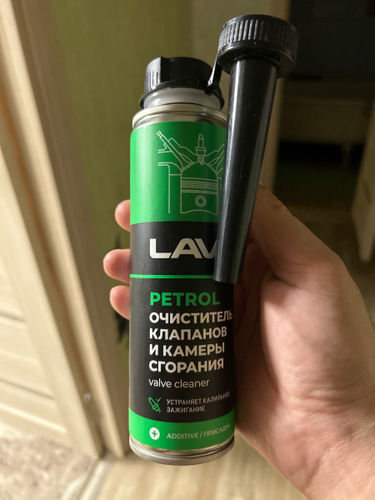 LAV
PETROL
ОЧИСТИТЕЛЬ
КЛАПАНОВ
И КАМЕРЫ
СГОРАНИЯ
valve cleaner
УСТРАНЯЕТ КАЛИЛЬНОЕ
ЗАЖИГАНИЕ
ADDITIVE / ПРИСАДКА